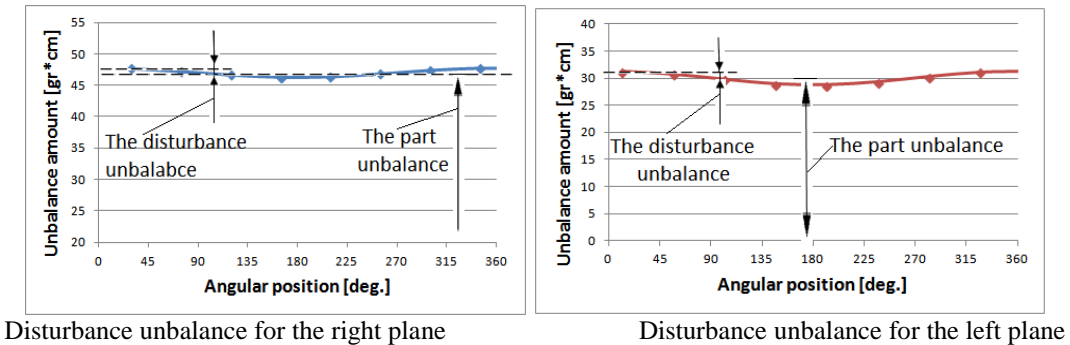 55
50
45
40
35
30
25
20
Unbalance amount [gr*cm]
The disturbance
unbalabce
The part
unbalance
0 45 90 135 180 225 270 315 360
Angular position [deg.]
Disturbance unbalance for the right plane
40
35
30
25
20
15
10
5
0
Unbalance amount [gr*cm]
The disturbance
unbalance
The part unbalance
0 45 90 135 180 225 270 315 360
Angular position [deg.]
Disturbance unbalance for the left plane